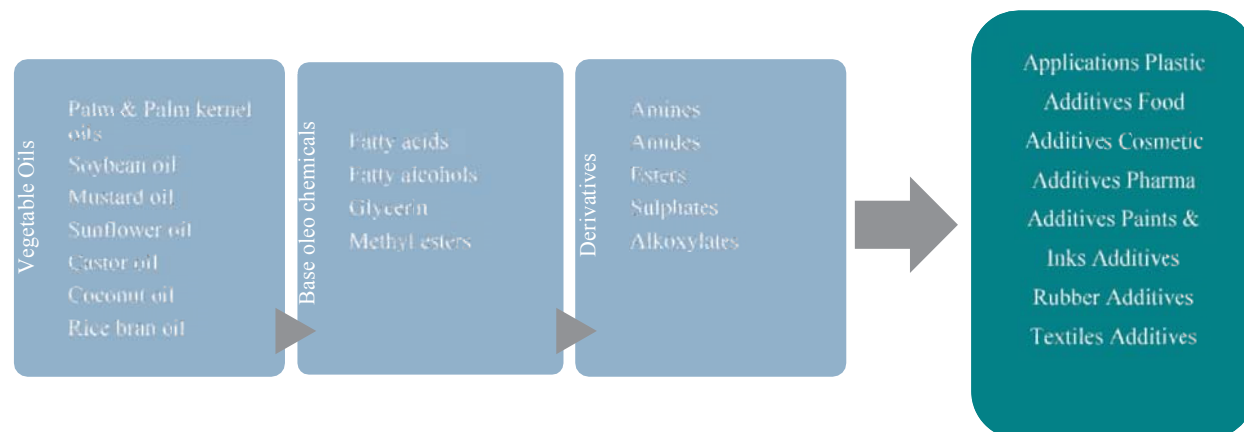 Vegetable Oils
Palm & Palm kernel
oils
Soybean oil
Mustard oil
Sunflower oil
Castor oil
Coconut oil
Rice bran oil
Base oleo chemicals
Fatty acids
Fatty alcohols
Glycerin
Methyl esters
Derivatives
Amines
Amides
Esters
Sulphates
Alkoxylates
Applications Plastic
Additives Food
Additives Cosmetic
Additives Pharma
Additives Paints &
Inks Additives
Rubber Additives
Textiles Additives